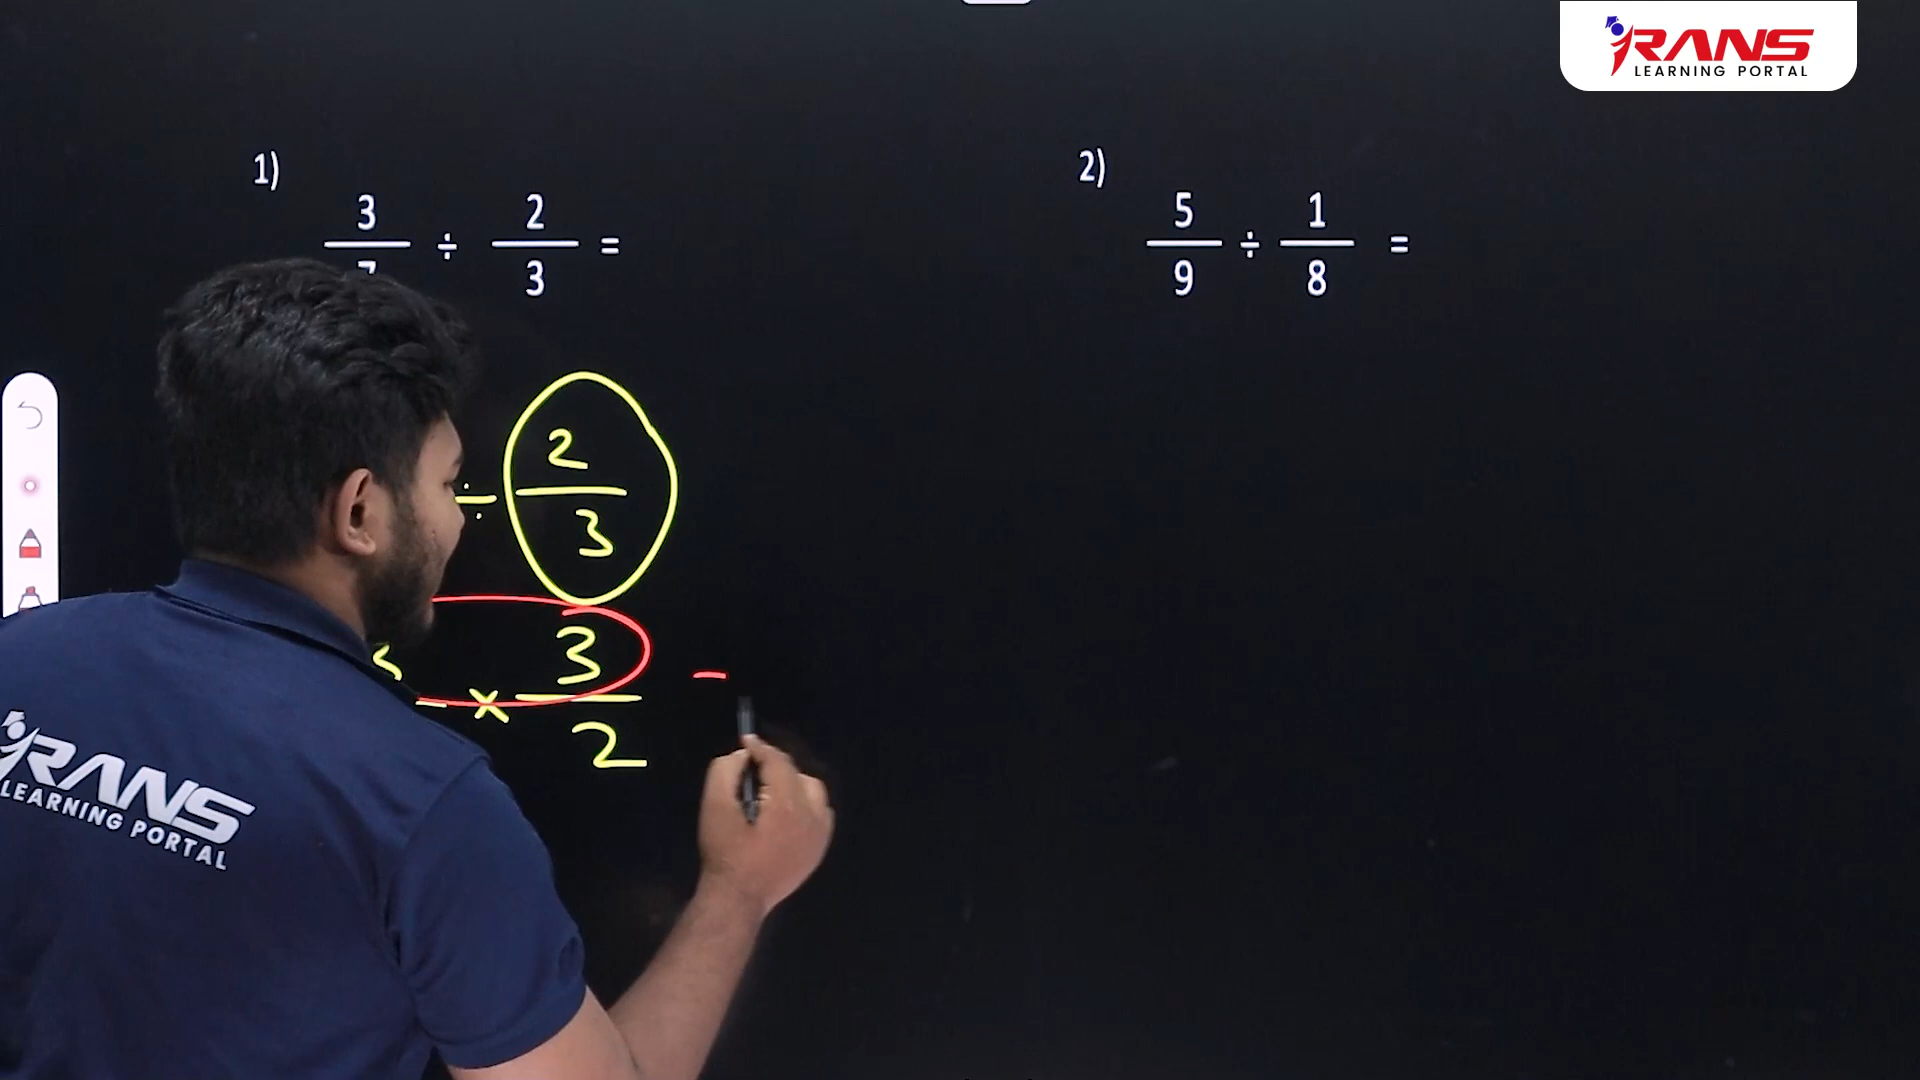 RANS
LEARNING PORTAL
1)
3/7 ÷ 2/3 =
2)
5/9 ÷ 1/8 =
÷ 2/3
× 3/2 -
RANS
LEARNING PORTAL